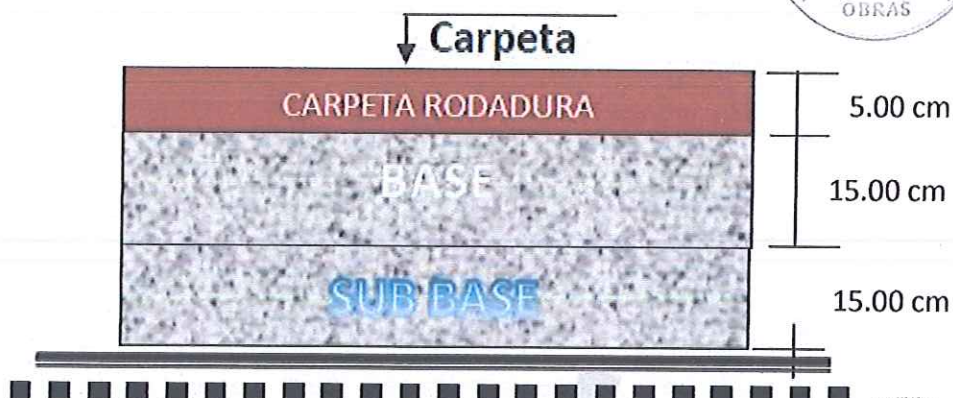 OBRAS
Carpeta
CARPETA RODADURA
5.00 cm
BASE
15.00 cm
SUB BASE
15.00 cm